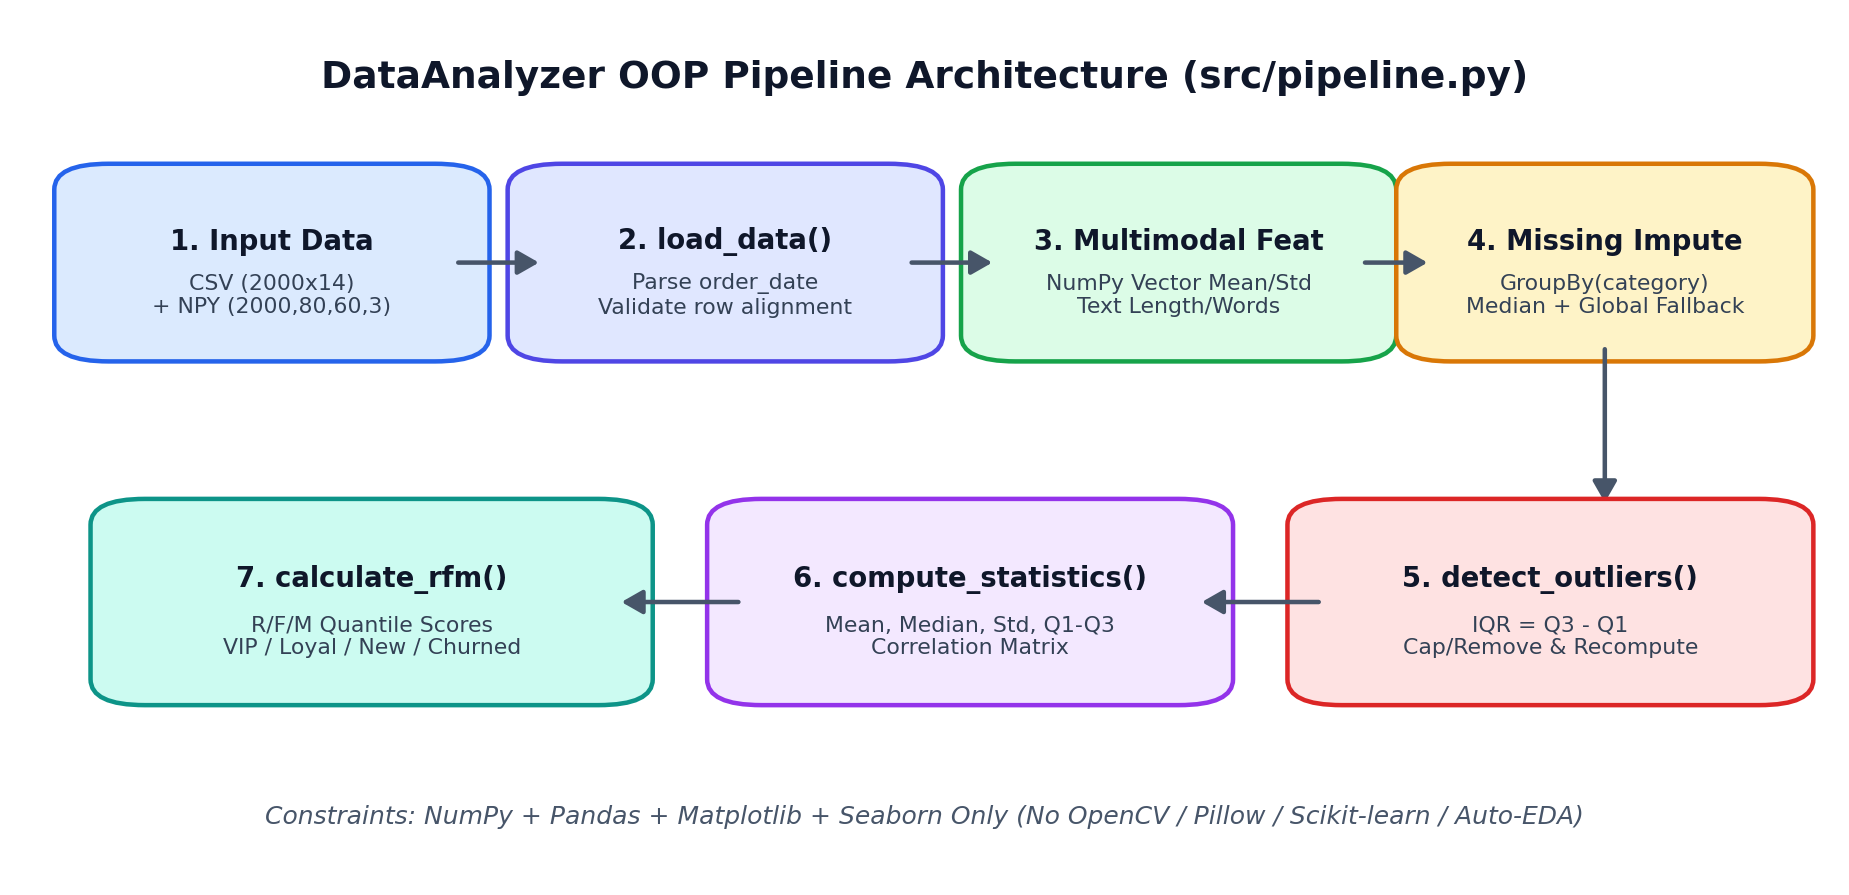 DataAnalyzer OOP Pipeline Architecture (src/pipeline.py)
1. Input Data
CSV (2000x14)
+ NPY (2000,80,60,3)
2. load_data()
Parse order_date
Validate row alignment
3. Multimodal Feat
NumPy Vector Mean/Std
Text Length/Words
4. Missing Impute
GroupBy(category)
Median + Global Fallback
5. detect_outliers()
IQR = Q3 - Q1
Cap/Remove & Recompute
6. compute_statistics()
Mean, Median, Std, Q1-Q3
Correlation Matrix
7. calculate_rfm()
R/F/M Quantile Scores
VIP / Loyal / New / Churned
Constraints: NumPy + Pandas + Matplotlib + Seaborn Only (No OpenCV / Pillow / Scikit-learn / Auto-EDA)